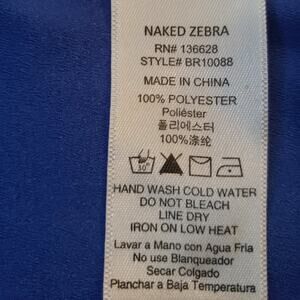 NAKED ZEBRA
RN# 136628
STYLE# BR10088
MADE IN CHINA
100% POLYESTER
Poliéster
폴리에스터
100%涤纶
30°
HAND WASH COLD WATER
DO NOT BLEACH
LINE DRY
IRON ON LOW HEAT
Lavar a Mano con Agua Fria
No use Blanqueador
Secar Colgado
Planchar a Baja Temperatura